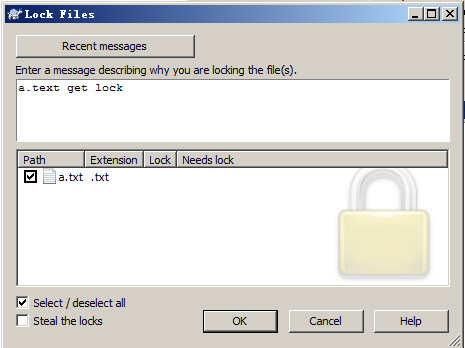 Lock Files
Recent messages
Enter a message describing why you are locking the file(s).
a.text get lock
Path Extension Lock Needs lock
a.txt .txt
Select / deselect all
Steal the locks
OK Cancel Help